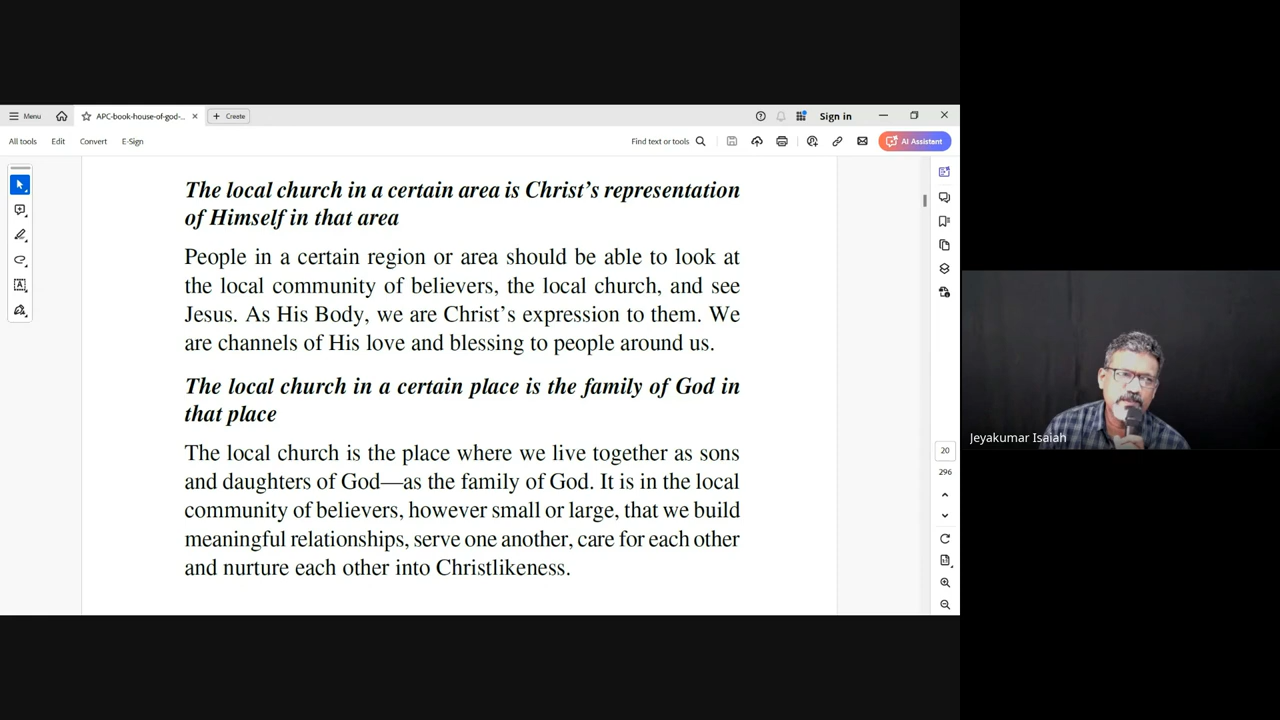 Menu
APC-book-house-of-god-...
Create
Sign in
All tools
Edit
Convert
E-Sign
Find text or tools
AI Assistant
The local church in a certain area is Christ’s representation
of Himself in that area
People in a certain region or area should be able to look at
the local community of believers, the local church, and see
Jesus. As His Body, we are Christ’s expression to them. We
are channels of His love and blessing to people around us.
The local church in a certain place is the family of God in
that place
The local church is the place where we live together as sons
and daughters of God—as the family of God. It is in the local
community of believers, however small or large, that we build
meaningful relationships, serve one another, care for each other
and nurture each other into Christlikeness.
20
296
Jeyakumar Isaiah